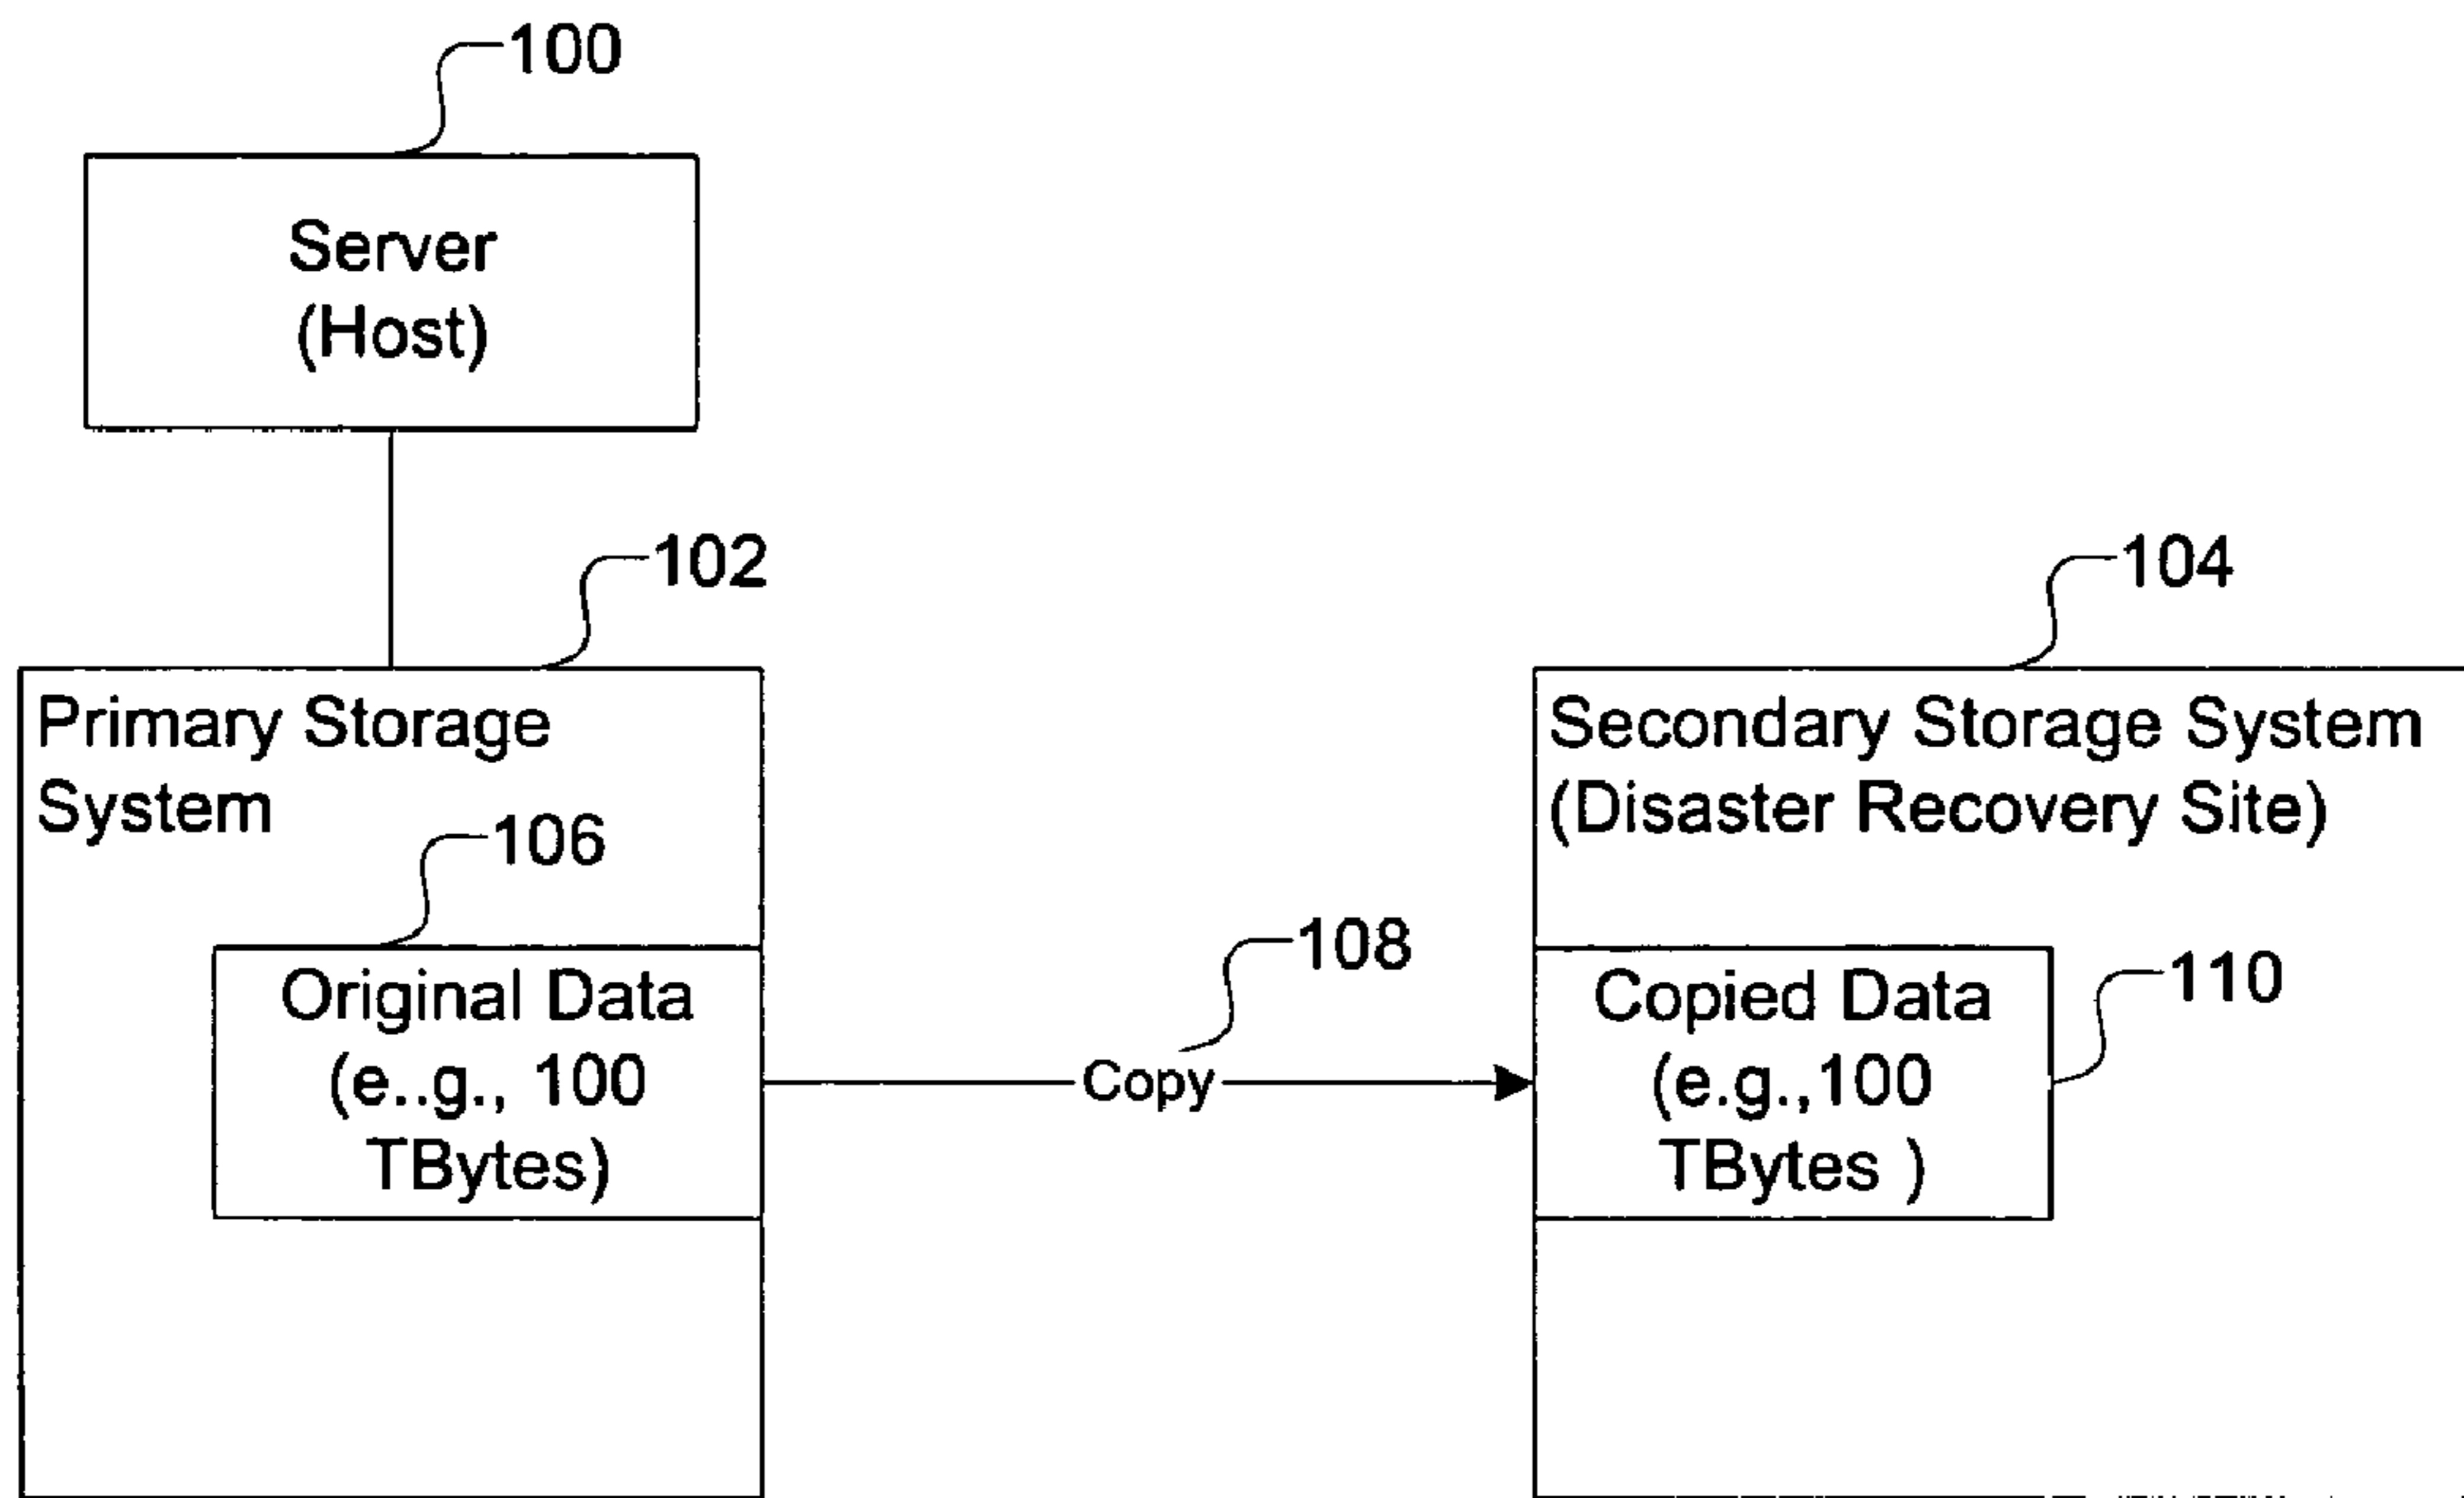 100
Server
(Host)
102
104
Primary Storage
System
Secondary Storage System
(Disaster Recovery Site)
106
108
Original Data
(e..g., 100
TBytes)
Copy
Copied Data
(e.g.,100
TBytes )
110